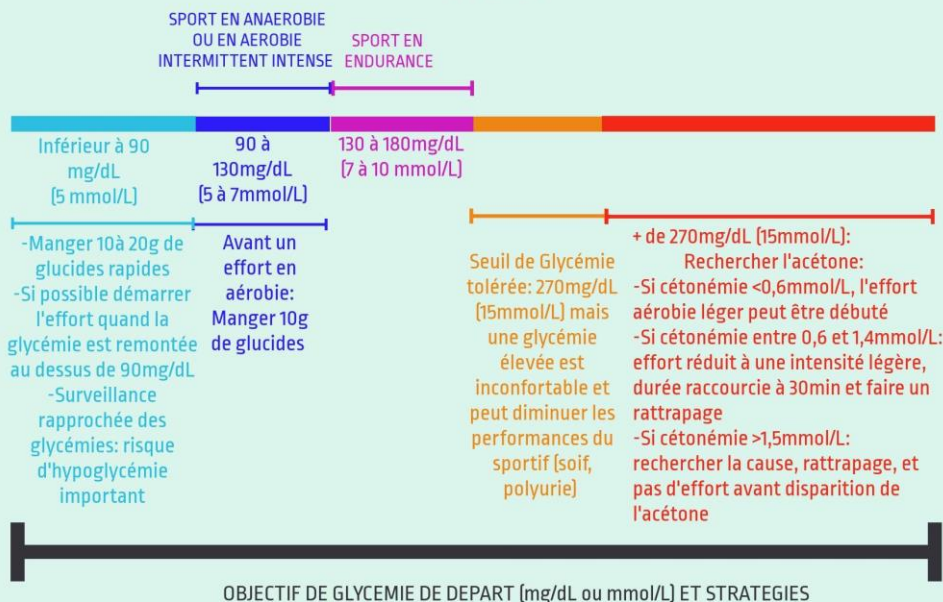 SPORT EN ANAEROBIE
OU EN AEROBIE
INTERMITTENT INTENSE
SPORT EN
ENDURANCE
Inférieur à 90
mg/dL
(5 mmol/L)
90 à
130mg/dL
(5 à 7mmol/L)
130 à 180mg/dL
(7 à 10 mmol/L)
-Manger 10à 20g de
glucides rapides
-Si possible démarrer
l'effort quand la
glycémie est remontée
au dessus de 90mg/dL
-Surveillance
rapprochée des
glycémies: risque
d'hypoglycémie
important
Avant un
effort en
aérobie:
Manger 10g
de glucides
Seuil de Glycémie
tolérée: 270mg/dL
(15mmol/L) mais
une glycémie
élevée est
inconfortable et
peut diminuer les
performances du
sportif (soif,
polyurie)
+ de 270mg/dL (15mmol/L):
Rechercher l'acétone:
-Si cétonémie <0,6mmol/L, l'effort
aérobie léger peut être débuté
-Si cétonémie entre 0,6 et 1,4mmol/L:
effort réduit à une intensité légère,
durée raccourcie à 30min et faire un
rattrapage
-Si cétonémie >1,5mmol/L:
rechercher la cause, rattrapage, et
pas d'effort avant disparition de
l'acétone
OBJECTIF DE GLYCEMIE DE DEPART (mg/dL ou mmol/L) ET STRATEGIES